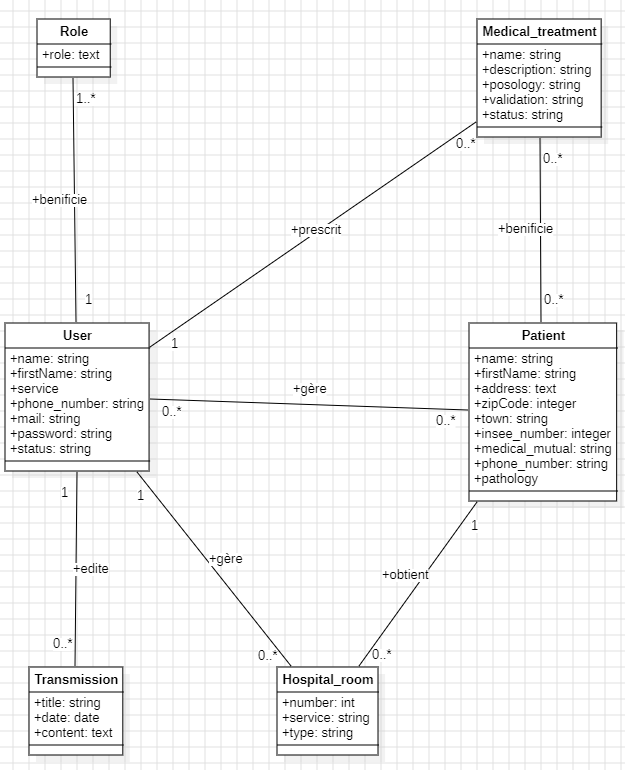 Role
+role: text
1..*
+benificie
1
Medical_treatment
+name: string
+description: string
+posology: string
+validation: string
+status: string
0..*
+prescrit
1
0..*
+benificie
0..*
User
+name: string
+firstName: string
+service
+phone_number: string
+mail: string
+password: string
+status: string
+gère
0..*
0..*
Patient
+name: string
+firstName: string
+address: text
+zipCode: integer
+town: string
+insee_number: integer
+medical_mutual: string
+phone_number: string
+pathology
1
+edite
0..*
1
+gère
0..*
1
+obtient
0..*
Transmission
+title: string
+date: date
+content: text
Hospital_room
+number: int
+service: string
+type: string